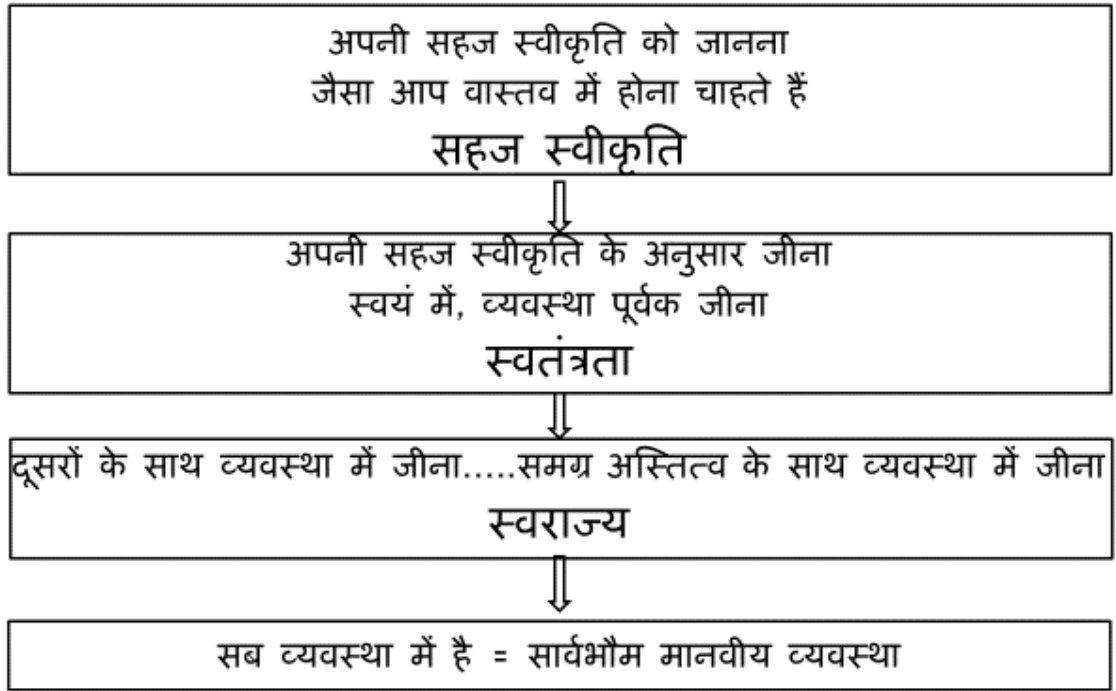 अपनी सहज स्वीकृति को जानना
जैसा आप वास्तव में होना चाहते हैं
सहज स्वीकृति
अपनी सहज स्वीकृति के अनुसार जीना
स्वयं में, व्यवस्था पूर्वक जीना
स्वतंत्रता
दूसरों के साथ व्यवस्था में जीना.....समग्र अस्तित्व के साथ व्यवस्था में जीना
स्वराज्य
सब व्यवस्था में है = सार्वभौम मानवीय व्यवस्था